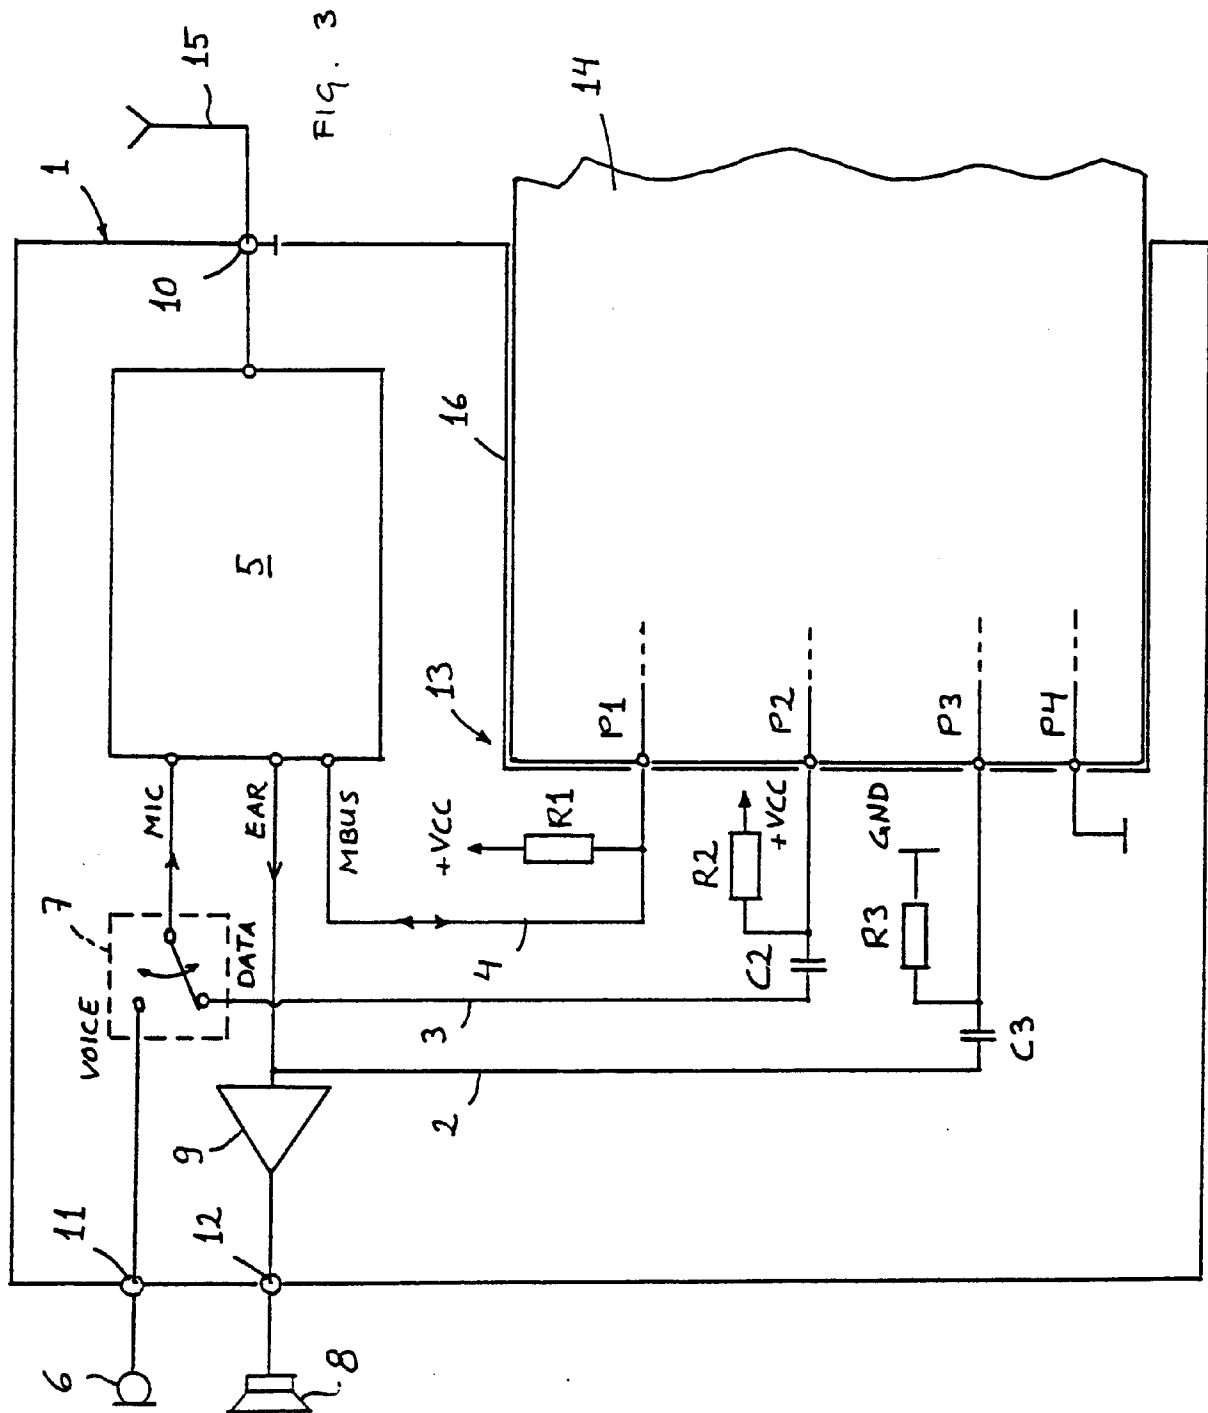 FIG. 3
1
15
10
5
16
14
13
7
VOICE
DATA
MIC
EAR
MBUS
+VCC
R1
P1
4
3
2
C2
R2
+VCC
P2
C3
R3
GND
P3
P4
9
11
12
6
8